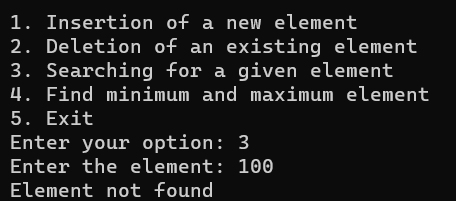 1. Insertion of a new element
2. Deletion of an existing element
3. Searching for a given element
4. Find minimum and maximum element
5. Exit
Enter your option: 3
Enter the element: 100
Element not found